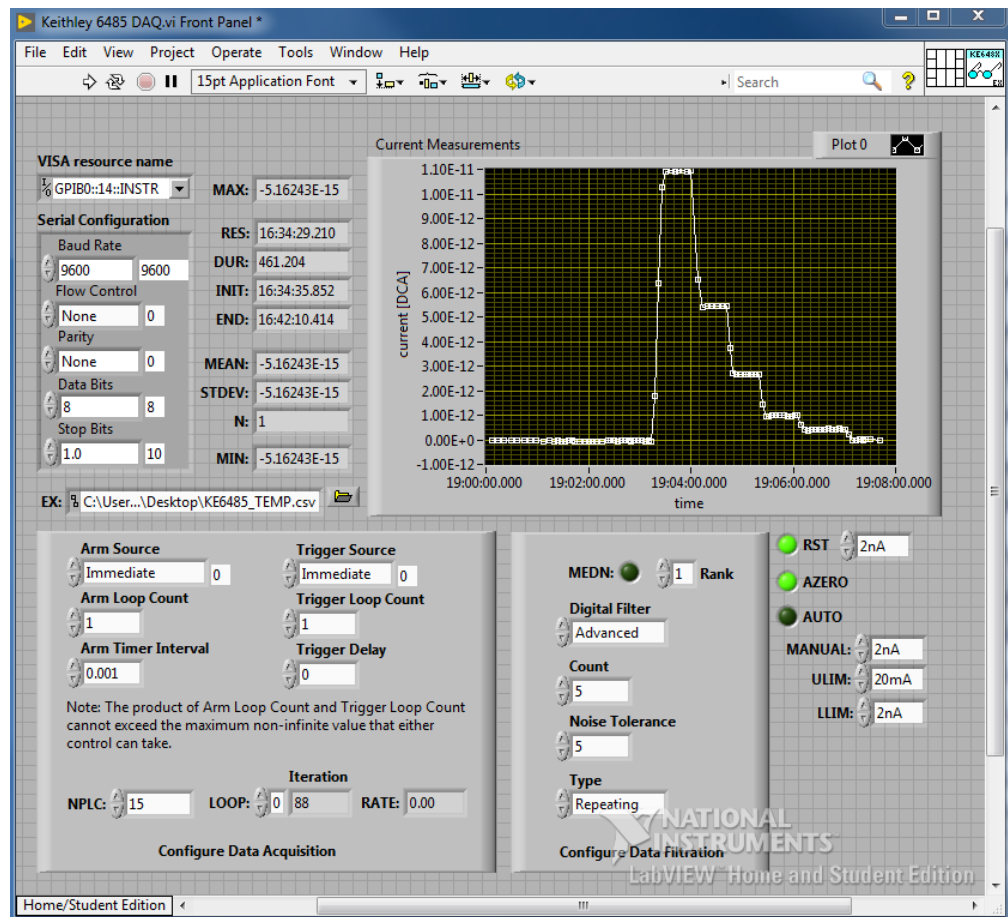 Keithley 6485 DAQ.vi Front Panel *
File Edit View Project Operate Tools Window Help
15pt Application Font
Search
KE648X
EX
VISA resource name
GPIB0::14::INSTR
Serial Configuration
Baud Rate
9600 9600
Flow Control
None 0
Parity
None 0
Data Bits
8 8
Stop Bits
1.0 10
MAX: -5.16243E-15
RES: 16:34:29.210
DUR: 461.204
INIT: 16:34:35.852
END: 16:42:10.414
MEAN: -5.16243E-15
STDEV: -5.16243E-15
N: 1
MIN: -5.16243E-15
EX: C:\User...\Desktop\KE6485_TEMP.csv
Current Measurements
Plot 0
1.10E-11
1.00E-11
9.00E-12
8.00E-12
7.00E-12
6.00E-12
5.00E-12
4.00E-12
3.00E-12
2.00E-12
1.00E-12
0.00E+0
-1.00E-12
current [DCA]
19:00:00.000 19:02:00.000 19:04:00.000 19:06:00.000 19:08:00.000
time
Arm Source
Immediate 0
Arm Loop Count
1
Arm Timer Interval
0.001
Trigger Source
Immediate 0
Trigger Loop Count
1
Trigger Delay
0
Note: The product of Arm Loop Count and Trigger Loop Count
cannot exceed the maximum non-infinite value that either
control can take.
Iteration
NPLC: 15 LOOP: 0 88 RATE: 0.00
Configure Data Acquisition
MEDN: 1 Rank
Digital Filter
Advanced
Count
5
Noise Tolerance
5
Type
Repeating
Configure Data Filtration
RST 2nA
AZERO
AUTO
MANUAL: 2nA
ULIM: 20mA
LLIM: 2nA
NATIONAL
INSTRUMENTS
LabVIEW™ Home and Student Edition
Home/Student Edition